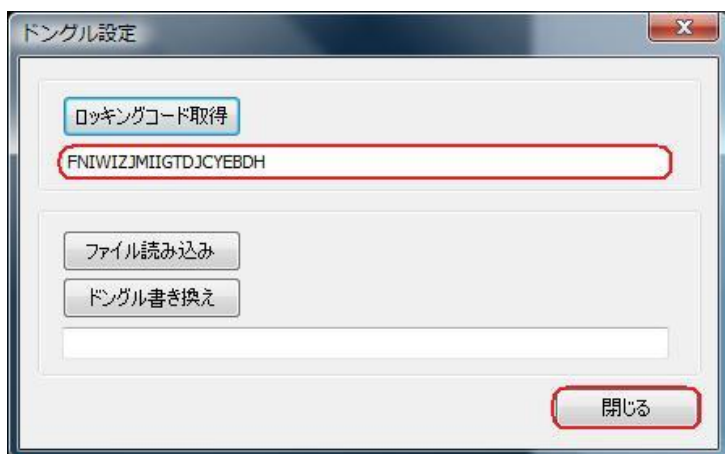 ドングル設定
ロッキングコード取得
FNIWIZJMIIGTDJCYEBDH
ファイル読み込み
ドングル書き換え
閉じる